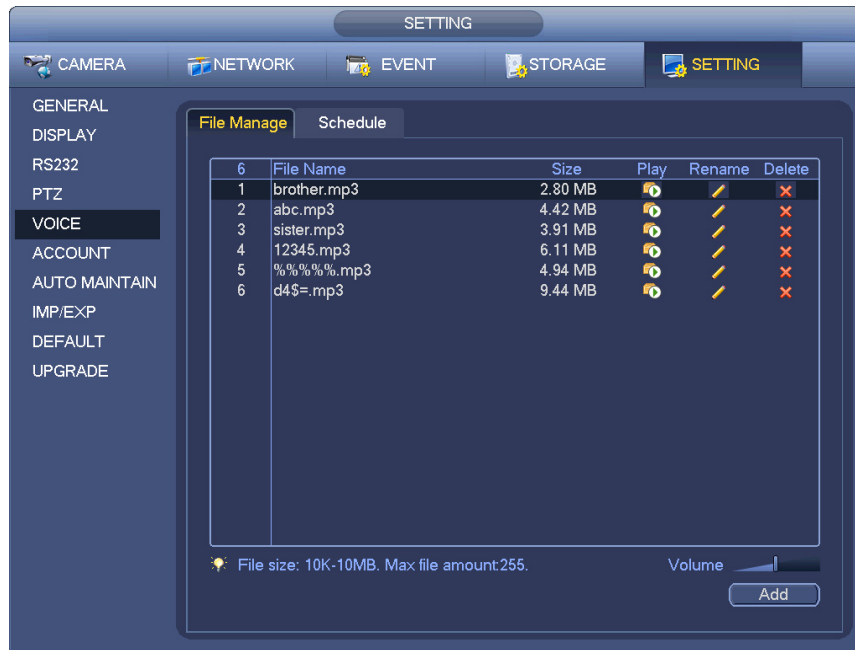 SETTING
CAMERA NETWORK EVENT STORAGE SETTING
GENERAL
DISPLAY
RS232
PTZ
VOICE
ACCOUNT
AUTO MAINTAIN
IMP/EXP
DEFAULT
UPGRADE
File Manage Schedule
6 File Name Size Play Rename Delete
1 brother.mp3 2.80 MB
2 abc.mp3 4.42 MB
3 sister.mp3 3.91 MB
4 12345.mp3 6.11 MB
5 %%%%%.mp3 4.94 MB
6 d4$=.mp3 9.44 MB
File size: 10K-10MB. Max file amount:255. Volume
Add